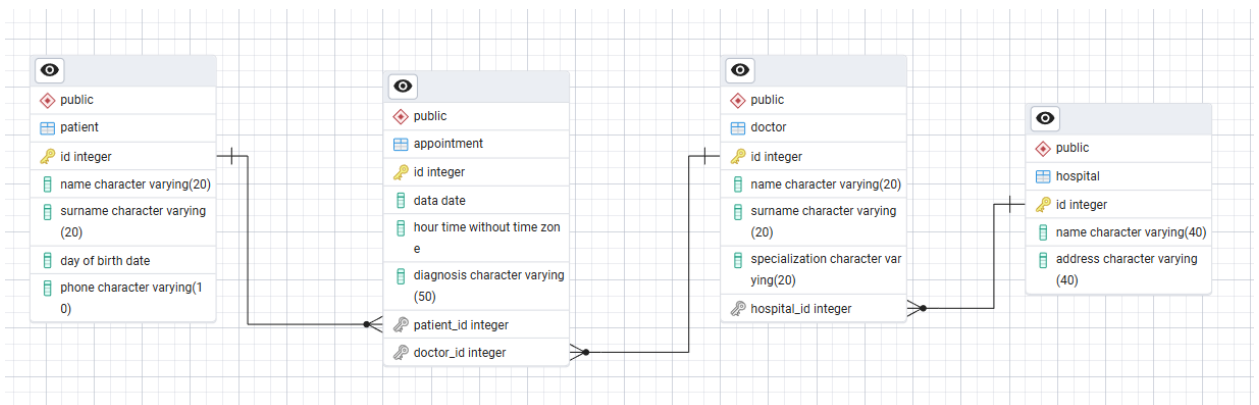 public
patient
id integer
name character varying(20)
surname character varying
(20)
day of birth date
phone character varying(1
0)
public
appointment
id integer
data date
hour time without time zon
e
diagnosis character varying
(50)
patient_id integer
doctor_id integer
public
doctor
id integer
name character varying(20)
surname character varying
(20)
specialization character var
ying(20)
hospital_id integer
public
hospital
id integer
name character varying(40)
address character varying
(40)